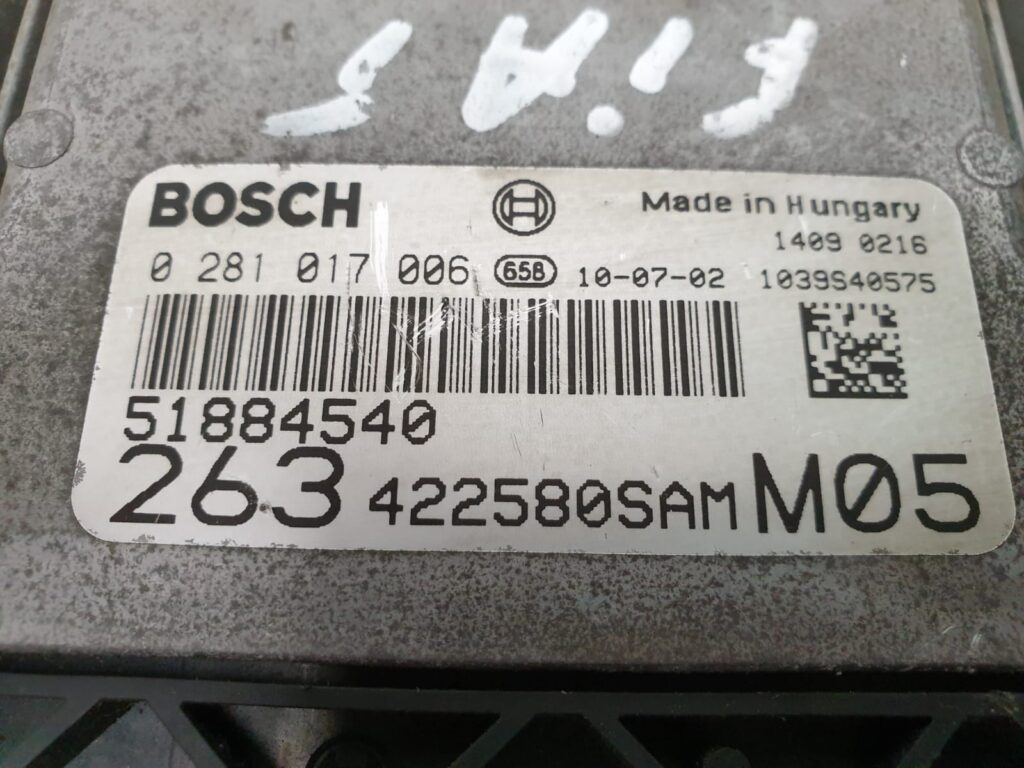 FiAT
BOSCH Made in Hungary
1409 0216
0 281 017 006 658 10-07-02 1039S40575
51884540
263 422580SAM M05